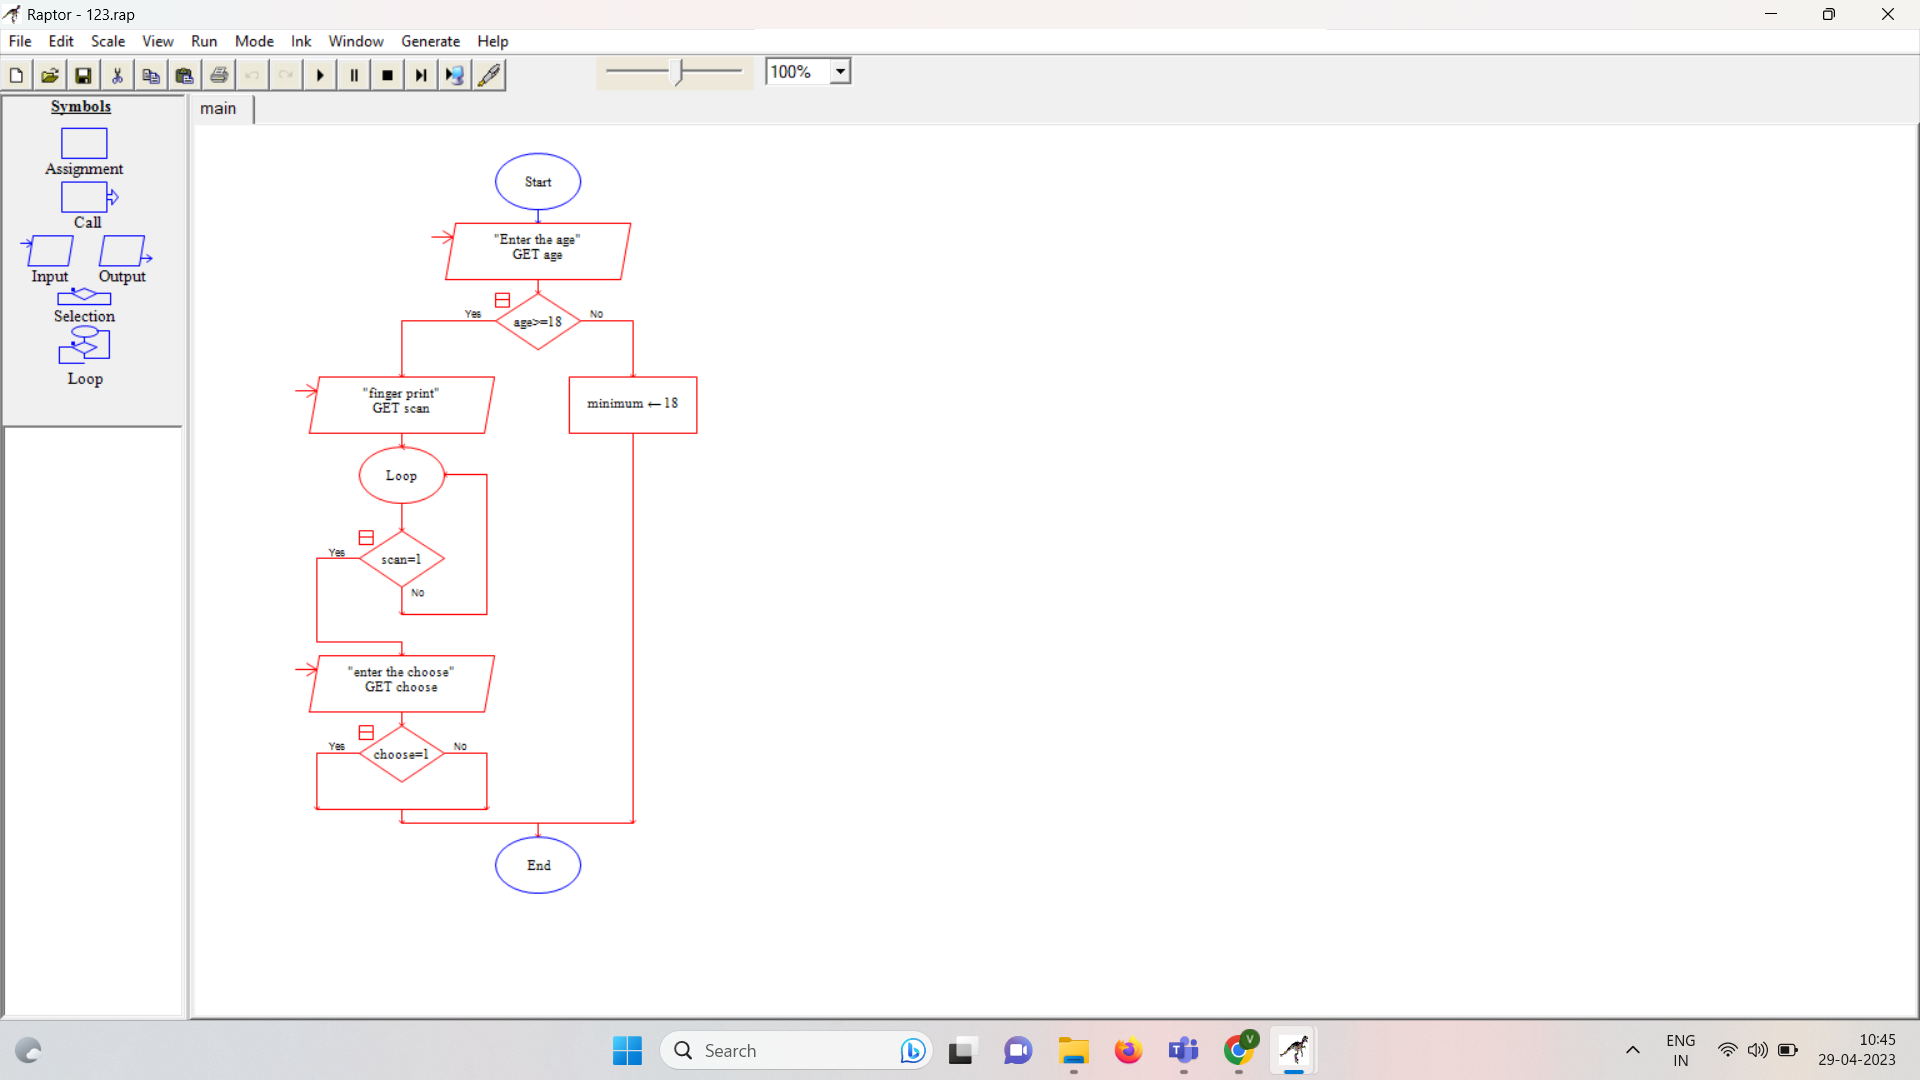 Raptor - 123.rap
File Edit Scale View Run Mode Ink Window Generate Help
100%
Symbols
Assignment
Call
Input Output
Selection
Loop
main
Start
"Enter the age"
GET age
Yes age>=18 No
"finger print"
GET scan
minimum ← 18
Loop
Yes
scan=1
No
"enter the choose"
GET choose
Yes No
choose=1
End
Search
V
ENG
IN
10:45
29-04-2023